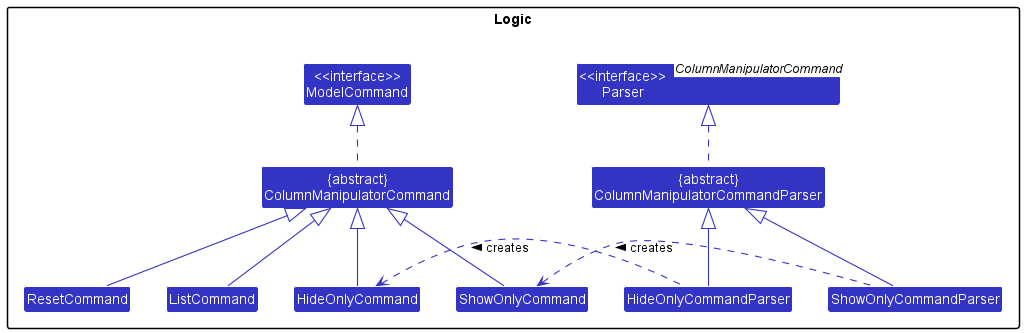 Logic
<<interface>>
ModelCommand
<<interface>>
Parser
ColumnManipulatorCommand
{abstract}
ColumnManipulatorCommand
{abstract}
ColumnManipulatorCommandParser
creates
creates
ResetCommand
ListCommand
HideOnlyCommand
ShowOnlyCommand
HideOnlyCommandParser
ShowOnlyCommandParser